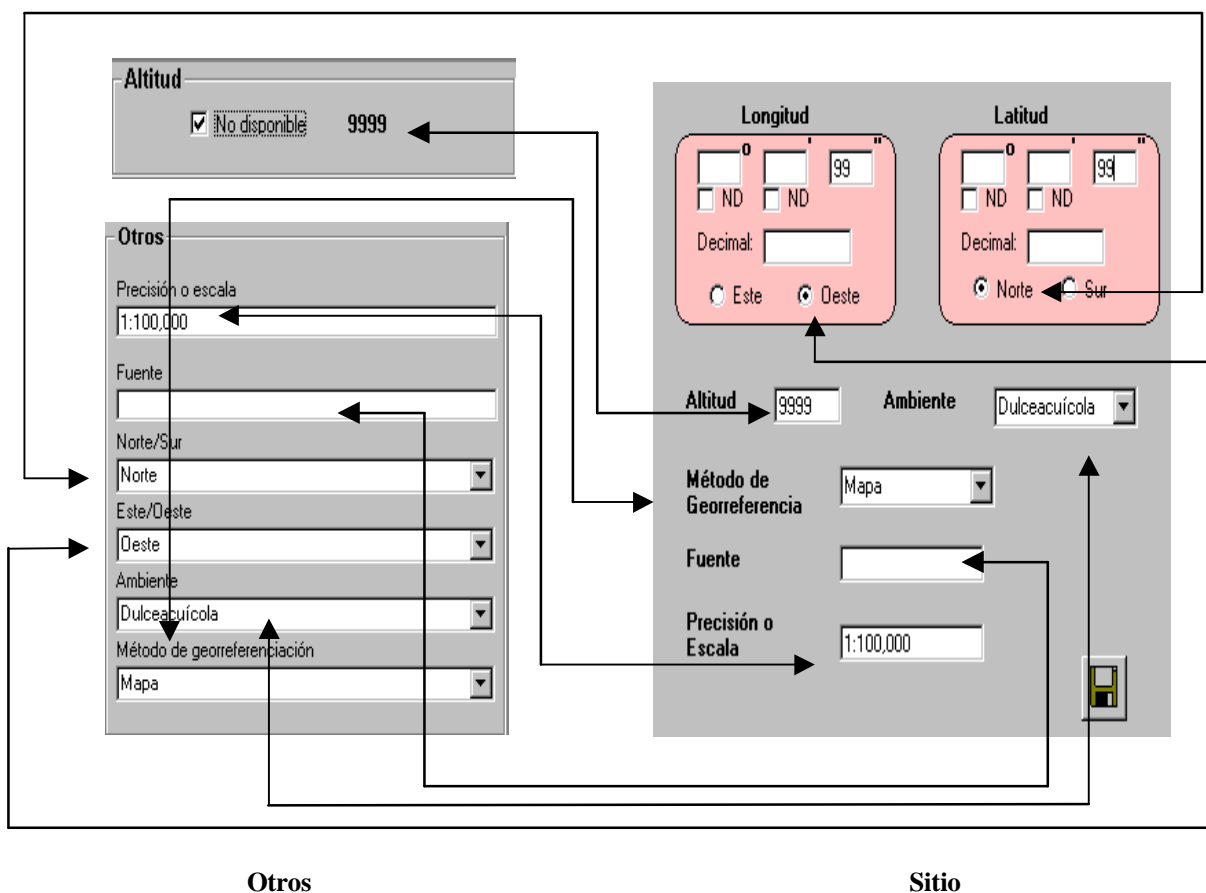 Altitud
No disponible 9999
Otros
Precisión o escala
1:100,000
Fuente
Norte/Sur
Norte
Este/Oeste
Oeste
Ambiente
Dulceacuícola
Método de georreferenciación
Mapa
Longitud
o ' "
99
ND ND
Decimal:
Este Oeste
Latitud
o ' "
99
ND ND
Decimal:
Norte Sur
Altitud 9999 Ambiente Dulceacuícola
Método de
Georreferencia
Mapa
Fuente
Precisión o
Escala
1:100,000
Otros
Sitio